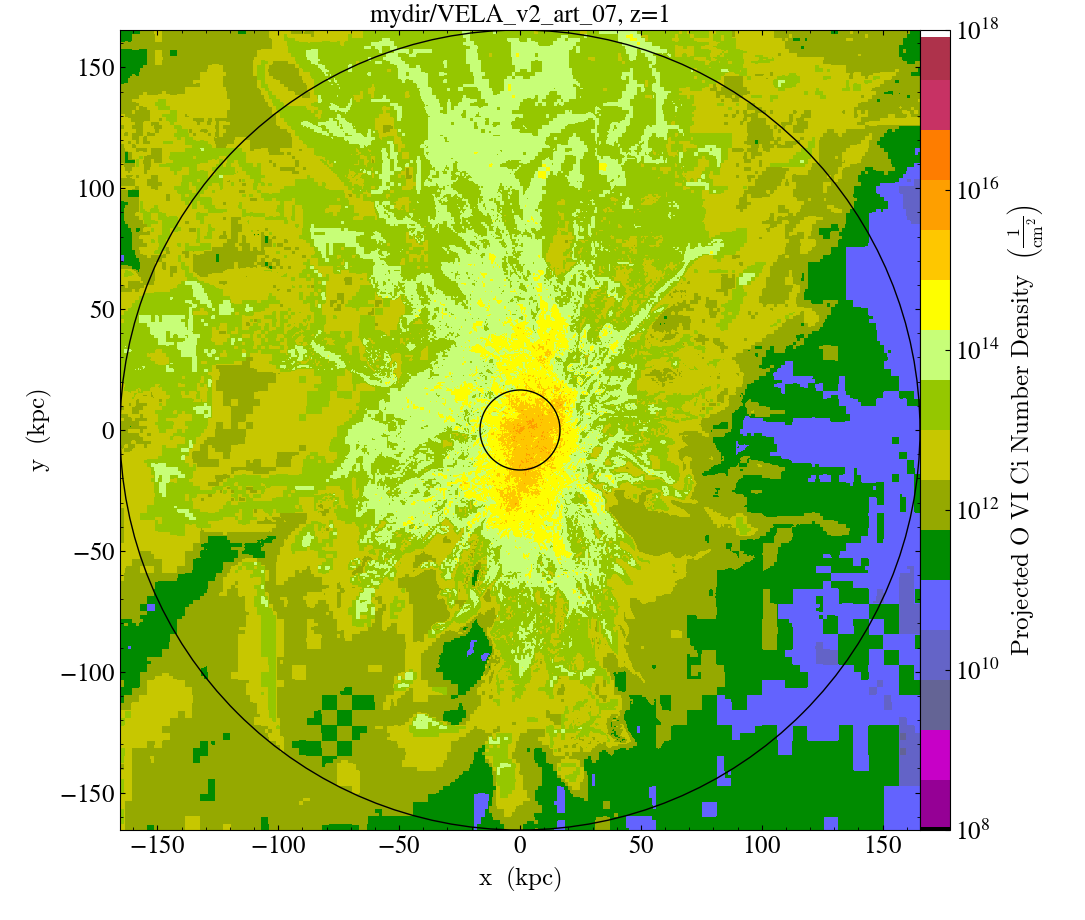 mydir/VELA_v2_art_07, z=1
150
100
50
0
−50
−100
−150
y (kpc)
−150 −100 −50 0 50 100 150
x (kpc)
10^18
10^16
10^14
10^12
10^10
10^8
Projected O VI Ci Number Density (1/cm^2)